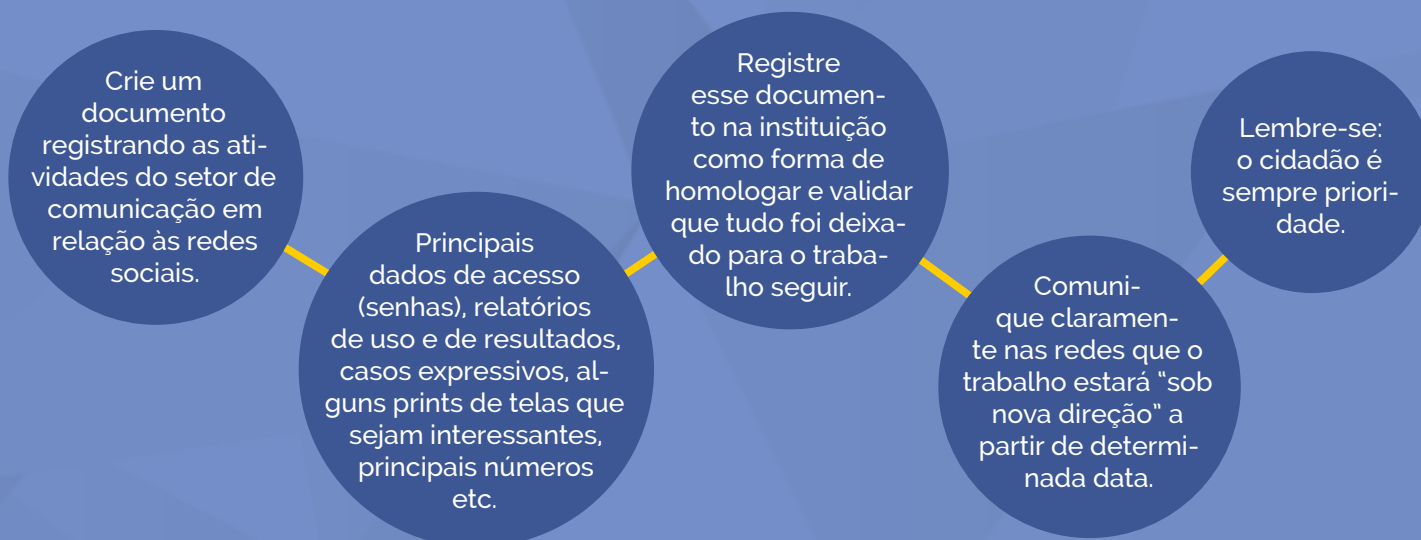 Crie um
documento
registrando as ati-
vidades do setor de
comunicação em
relação às redes
sociais.
Principais
dados de acesso
(senhas), relatórios
de uso e de resultados,
casos expressivos, al-
guns prints de telas que
sejam interessantes,
principais números
etc.
Registre
esse documen-
to na instituição
como forma de
homologar e validar
que tudo foi deixa-
do para o traba-
lho seguir.
Comuni-
que claramen-
te nas redes que o
trabalho estará “sob
nova direção” a
partir de determi-
nada data.
Lembre-se:
o cidadão é
sempre priori-
dade.